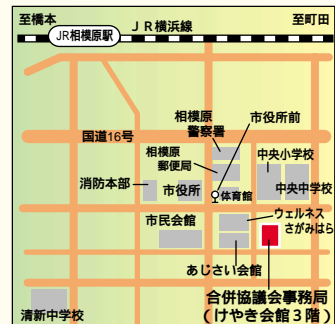 至橋本
至町田
JR横浜線
JR相模原駅
市役所前
相模原
警察署
国道16号
相模原
郵便局
中央小学校
消防本部
市役所
体育館
中央中学校
市民会館
ウェルネス
さがみはら
あじさい会館
合併協議会事務局
(けやき会館3階)
清新中学校